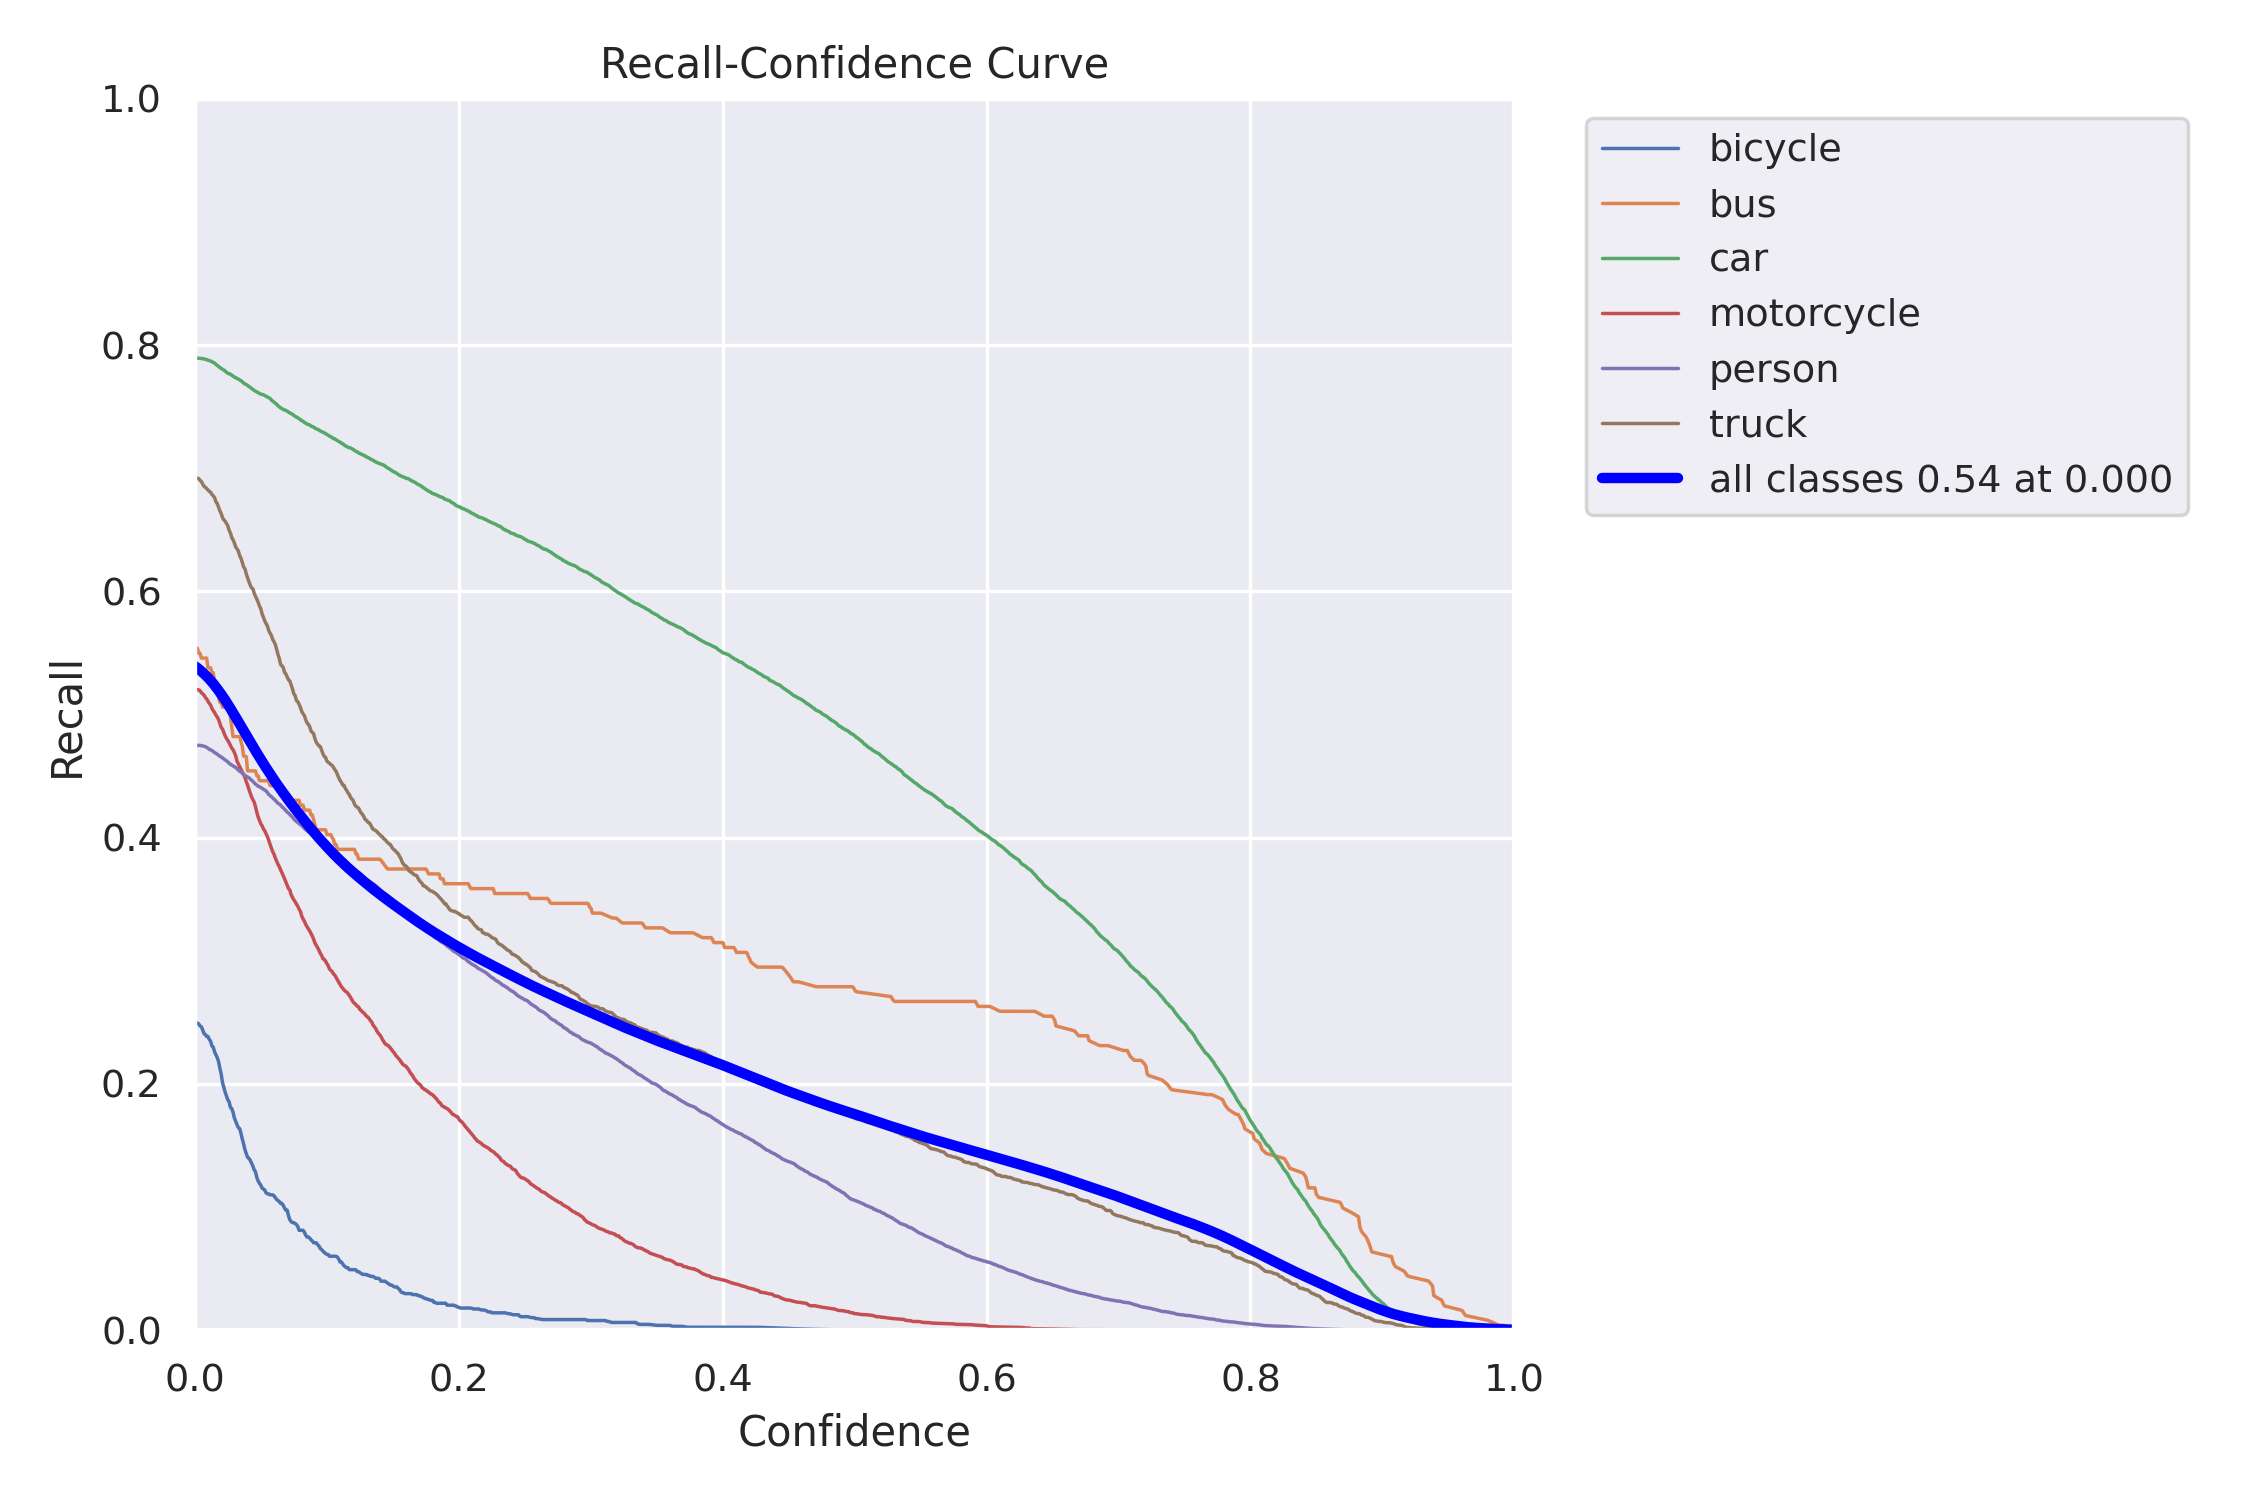 Recall-Confidence Curve
1.0
0.8
0.6
0.4
0.2
0.0
Recall
0.0 0.2 0.4 0.6 0.8 1.0
Confidence
bicycle
bus
car
motorcycle
person
truck
all classes 0.54 at 0.000